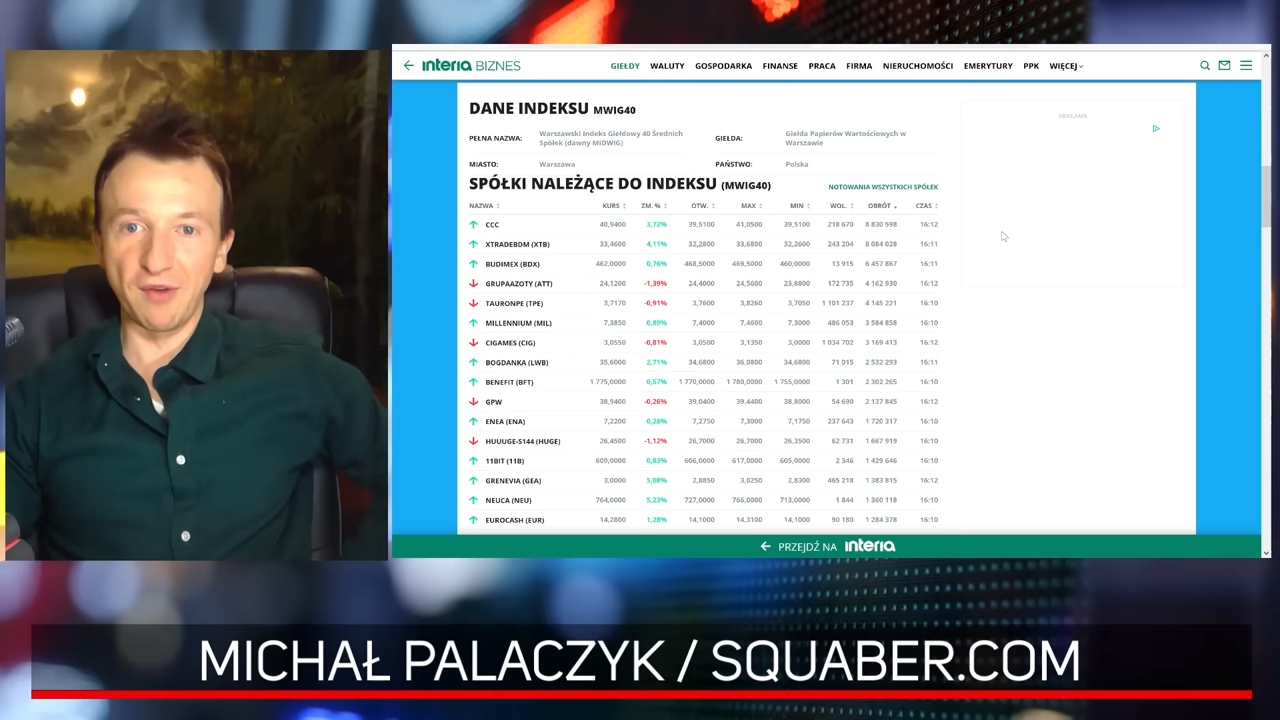 interia BIZNES GIEŁDY WALUTY GOSPODARKA FINANSE PRACA FIRMA NIERUCHOMOŚCI EMERYTURY PPK WIĘCEJ
DANE INDEKSU MWIG40
PEŁNA NAZWA: Warszawski Indeks Giełdowy 40 Średnich Spółek (dawny MIDWIG) GIEŁDA: Giełda Papierów Wartościowych w Warszawie
MIASTO: Warszawa PAŃSTWO: Polska
SPÓŁKI NALEŻĄCE DO INDEKSU (MWIG40) NOTOWANIA WSZYSTKICH SPÓŁEK
NAZWA KURS ZM. % OTW. MAX MIN WOL. OBRÓT CZAS
CCC 40,9400 3,72% 39,5100 41,0500 39,5100 218 670 8 830 598 16:12
XTRADEBDM (XTB) 33,4600 4,11% 32,2800 33,6800 32,2600 243 204 8 084 028 16:11
BUDIMEX (BDX) 462,0000 0,76% 468,5000 469,5000 460,0000 13 915 6 457 867 16:11
GRUPAAZOTY (ATT) 24,1200 -1,39% 24,4000 24,5600 23,8800 172 735 4 162 930 16:12
TAURONPE (TPE) 3,7170 -0,91% 3,7600 3,8260 3,7050 1 101 237 4 145 221 16:10
MILLENNIUM (MIL) 7,3850 0,89% 7,4000 7,4600 7,3000 486 053 3 584 858 16:10
CIGAMES (CIG) 3,0550 -0,81% 3,0500 3,1350 3,0000 1 034 702 3 169 413 16:12
BOGDANKA (LWB) 35,6000 2,71% 34,6800 36,0800 34,6800 71 015 2 532 293 16:11
BENEFIT (BFT) 1 775,0000 0,57% 1 770,0000 1 780,0000 1 755,0000 1 301 2 302 265 16:10
GPW 38,9400 -0,26% 39,0400 39,4400 38,8000 54 690 2 137 845 16:12
ENEA (ENA) 7,2200 0,28% 7,2750 7,3000 7,1750 237 643 1 720 317 16:10
HUUUGE-S144 (HUGE) 26,4500 -1,12% 26,7000 26,7000 26,3500 62 731 1 667 919 16:10
11BIT (11B) 609,0000 0,83% 606,0000 617,0000 605,0000 2 346 1 429 646 16:10
GRENEVIA (GEA) 3,0000 5,08% 2,8850 3,0250 2,8300 465 218 1 383 815 16:12
NEUCA (NEU) 764,0000 5,23% 727,0000 766,0000 713,0000 1 844 1 360 118 16:10
EUROCASH (EUR) 14,2800 1,28% 14,1000 14,3100 14,1000 90 180 1 284 378 16:10
REKLAMA
PRZEJDŹ NA interia
MICHAŁ PALACZYK / SQUABER.COM